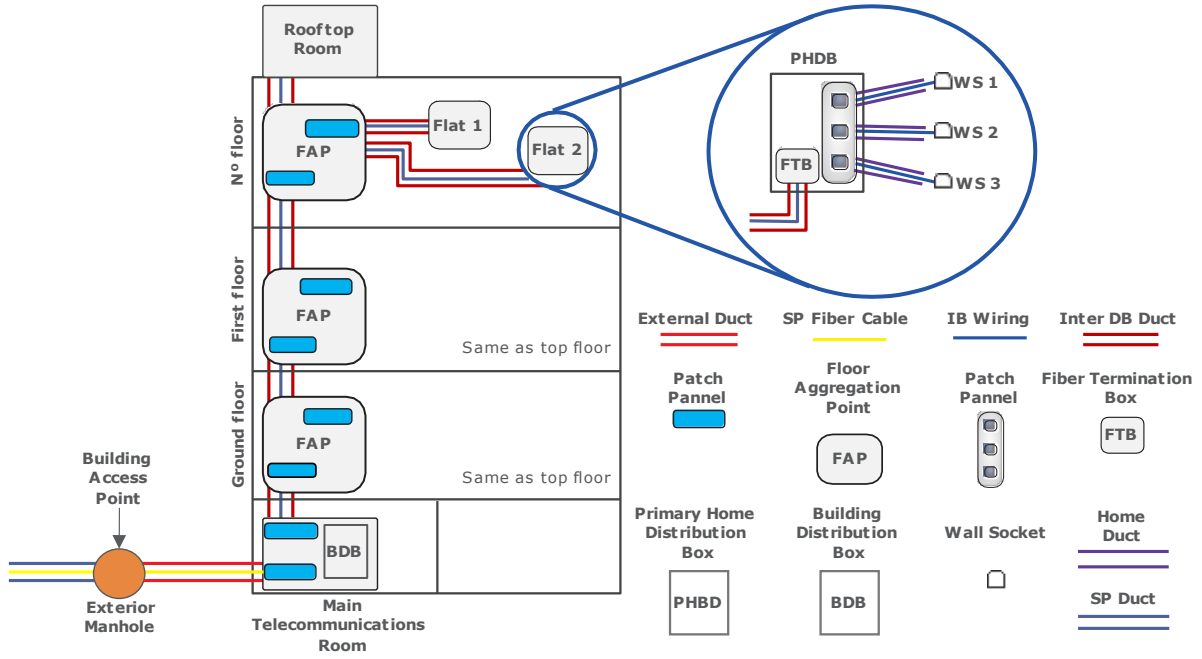 Rooftop
Room
Nº floor
FAP
Flat 1
Flat 2
PHDB
WS 1
WS 2
WS 3
FTB
First floor
FAP
Same as top floor
Ground floor
FAP
Same as top floor
Building
Access
Point
BDB
Exterior
Manhole
Main
Telecommunications
Room
External Duct
SP Fiber Cable
IB Wiring
Inter DB Duct
Patch
Pannel
Floor
Aggregation
Point
FAP
Patch
Pannel
Fiber Termination
Box
FTB
Primary Home
Distribution
Box
PHBD
Building
Distribution
Box
BDB
Wall Socket
Home
Duct
SP Duct